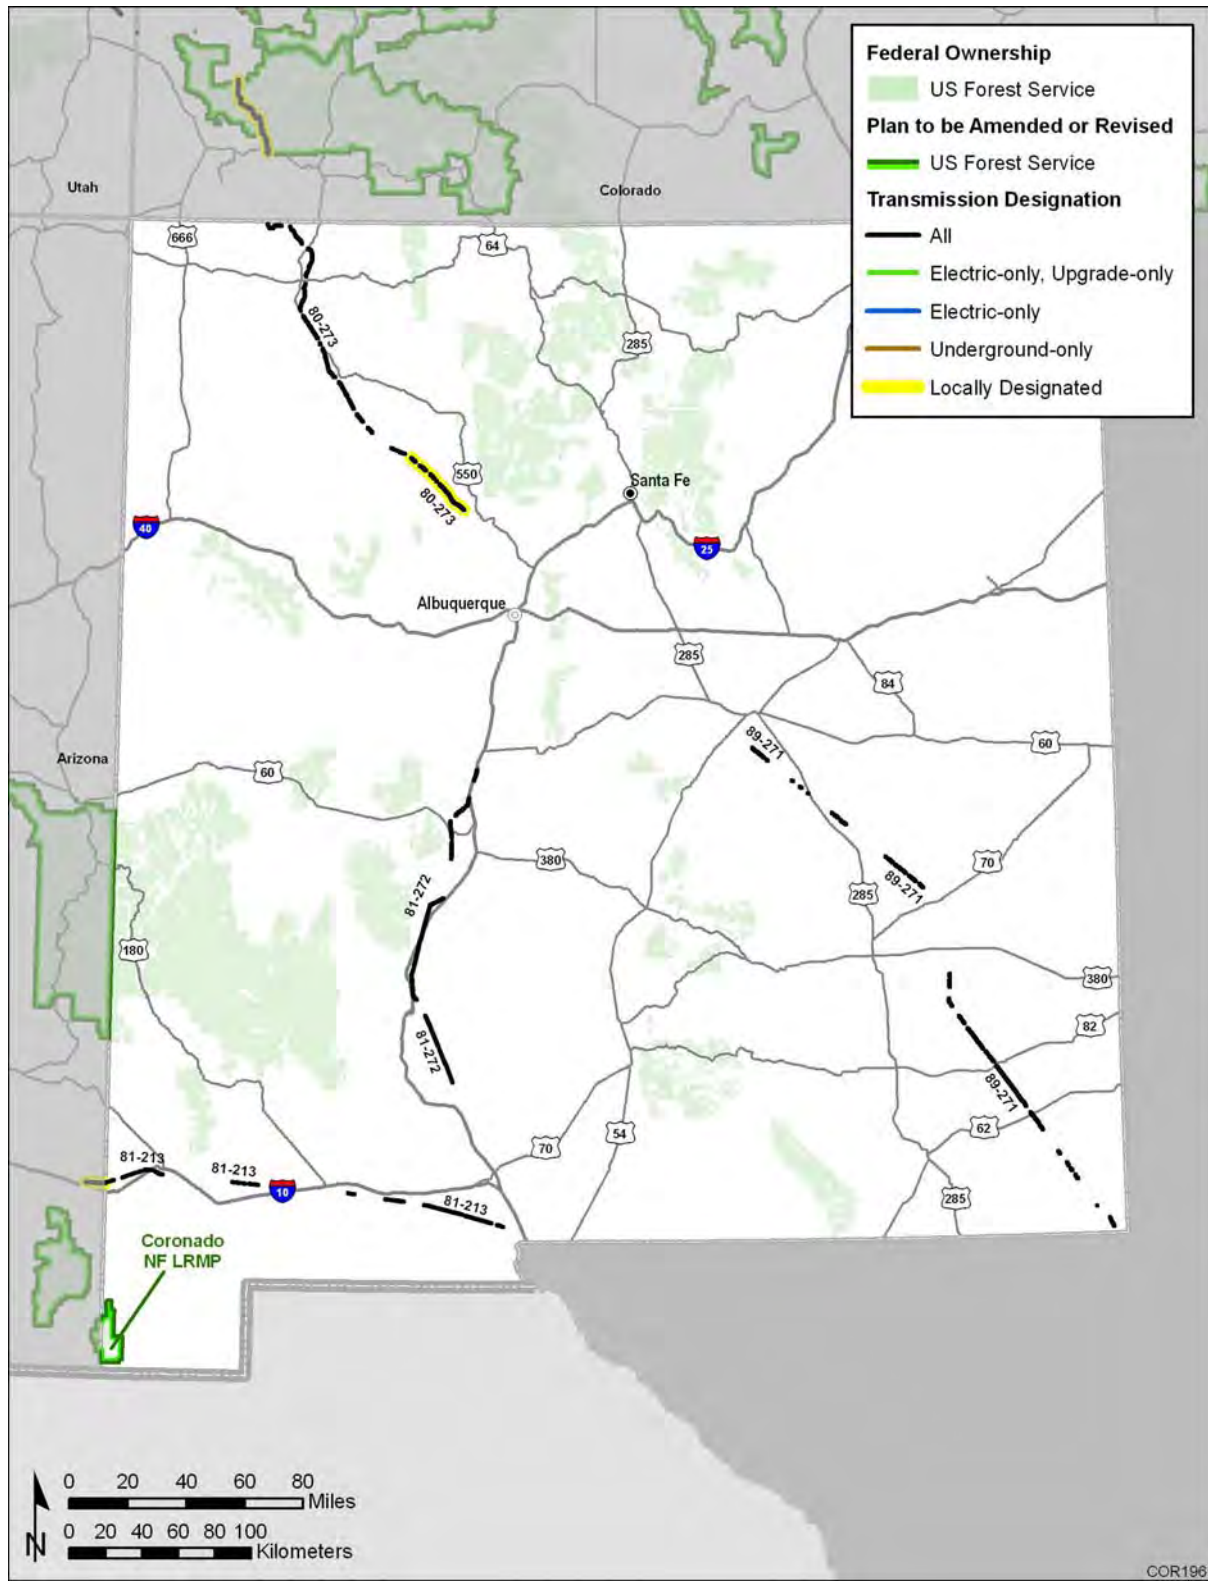 Federal Ownership
US Forest Service
Plan to be Amended or Revised
US Forest Service
Transmission Designation
All
Electric-only, Upgrade-only
Electric-only
Underground-only
Locally Designated
Utah
Colorado
666
64
80-273
285
550
Santa Fe
80-273
40
25
Albuquerque
285
84
Arizona
89-271
60
60
380
70
81-272
89-271
285
180
380
82
81-272
89-271
62
54
70
81-213
81-213
10
81-213
285
Coronado
NF LRMP
0 20 40 60 80
Miles
0 20 40 60 80 100
Kilometers
N
COR196